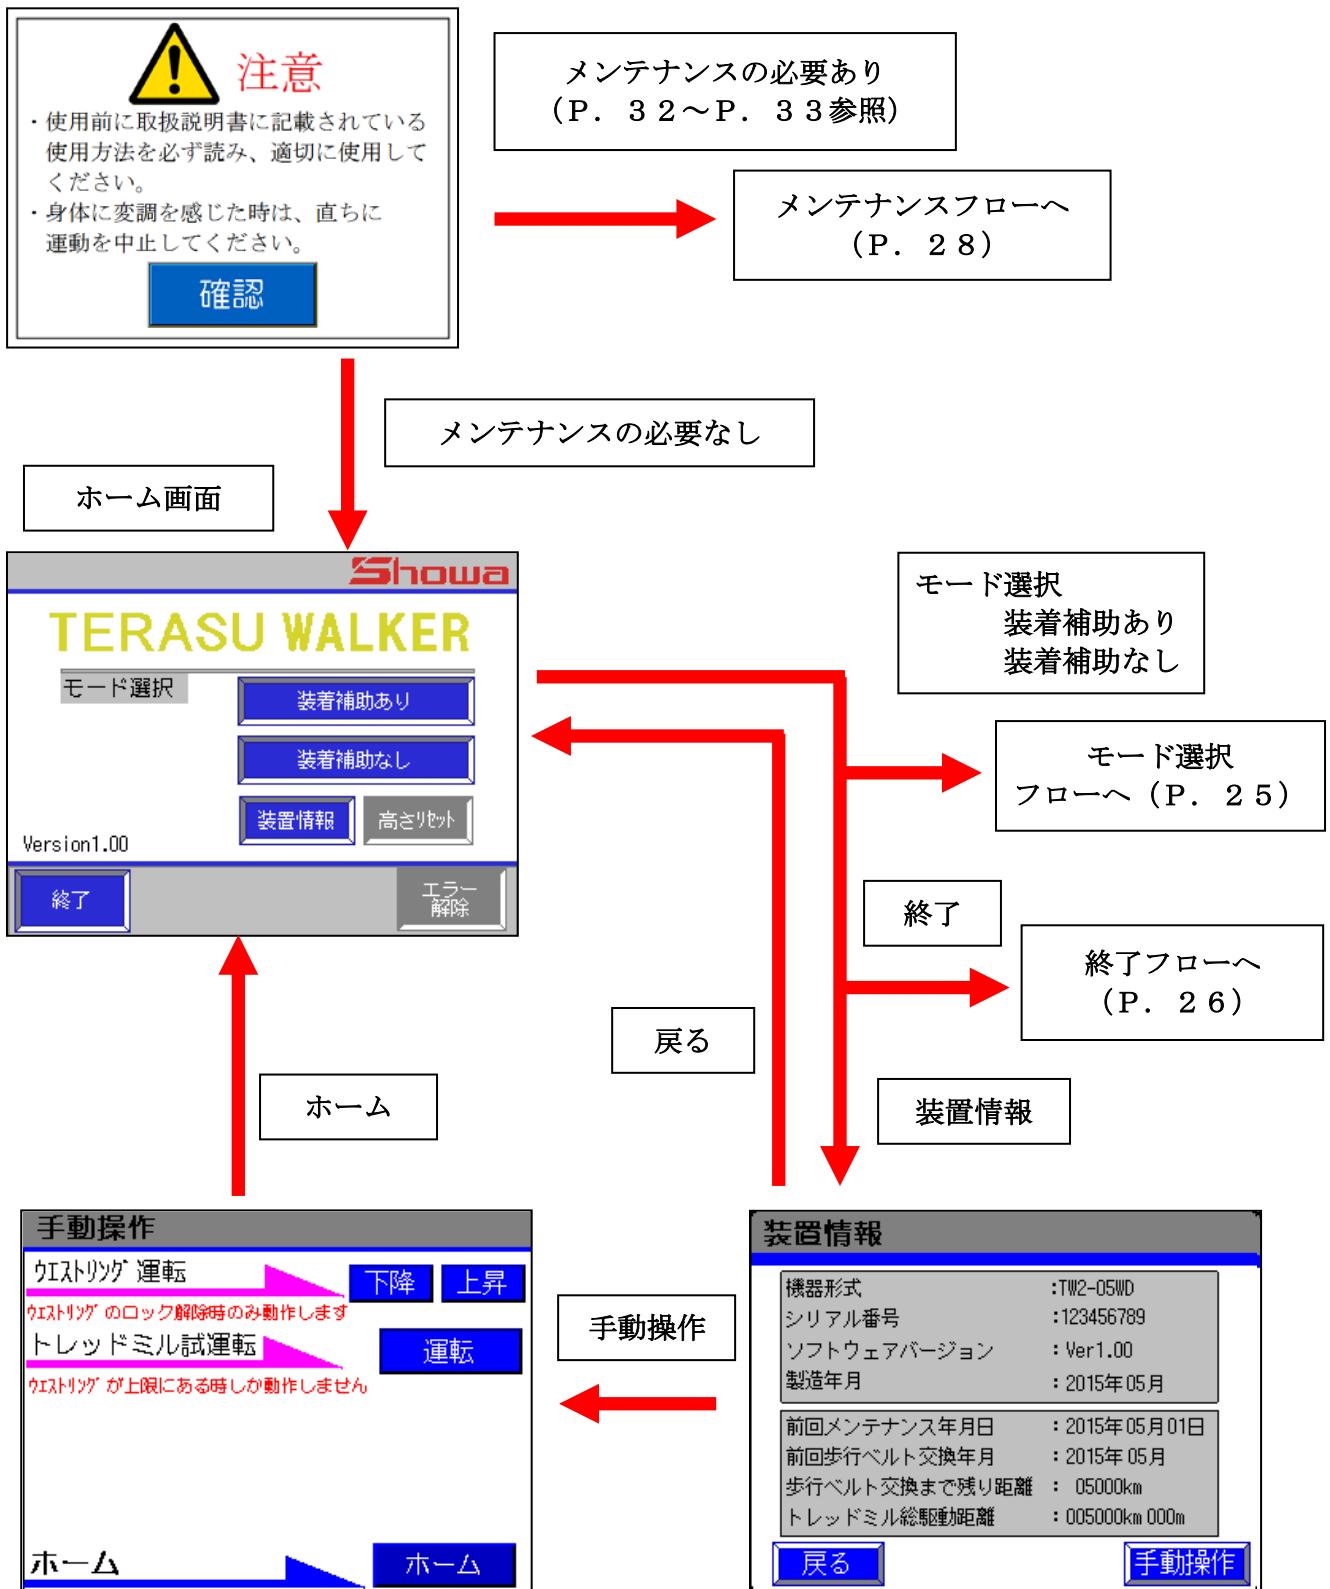 注意
・使用前に取扱説明書に記載されている
使用方法を必ず読み、適切に使用して
ください。
・身体に変調を感じた時は、直ちに
運動を中止してください。
確認
メンテナンスの必要あり
（Ｐ．３２～Ｐ．３３参照）
メンテナンスフローへ
（Ｐ．２８）
メンテナンスの必要なし
ホーム画面
Showa
TERASU WALKER
モード選択
装着補助あり
装着補助なし
装置情報
高さﾘｾｯﾄ
Version1.00
終了
エラー
解除
モード選択
装着補助あり
装着補助なし
モード選択
フローへ（Ｐ．２５）
終了
終了フローへ
（Ｐ．２６）
戻る
ホーム
装置情報
手動操作
ｳｴｽﾄﾘﾝｸﾞ運転
下降
上昇
ｳｴｽﾄﾘﾝｸﾞのロック解除時のみ動作します
トレッドミル試運転
運転
ｳｴｽﾄﾘﾝｸﾞが上限にある時しか動作しません
ホーム
ホーム
手動操作
装置情報
機器形式 :TW2-05WD
シリアル番号 :123456789
ソフトウェアバージョン :Ver1.00
製造年月 :2015年05月
前回メンテナンス年月日 :2015年05月01日
前回歩行ベルト交換年月 :2015年05月
歩行ベルト交換まで残り距離 : 05000km
トレッドミル総駆動距離 :005000km000m
戻る
手動操作